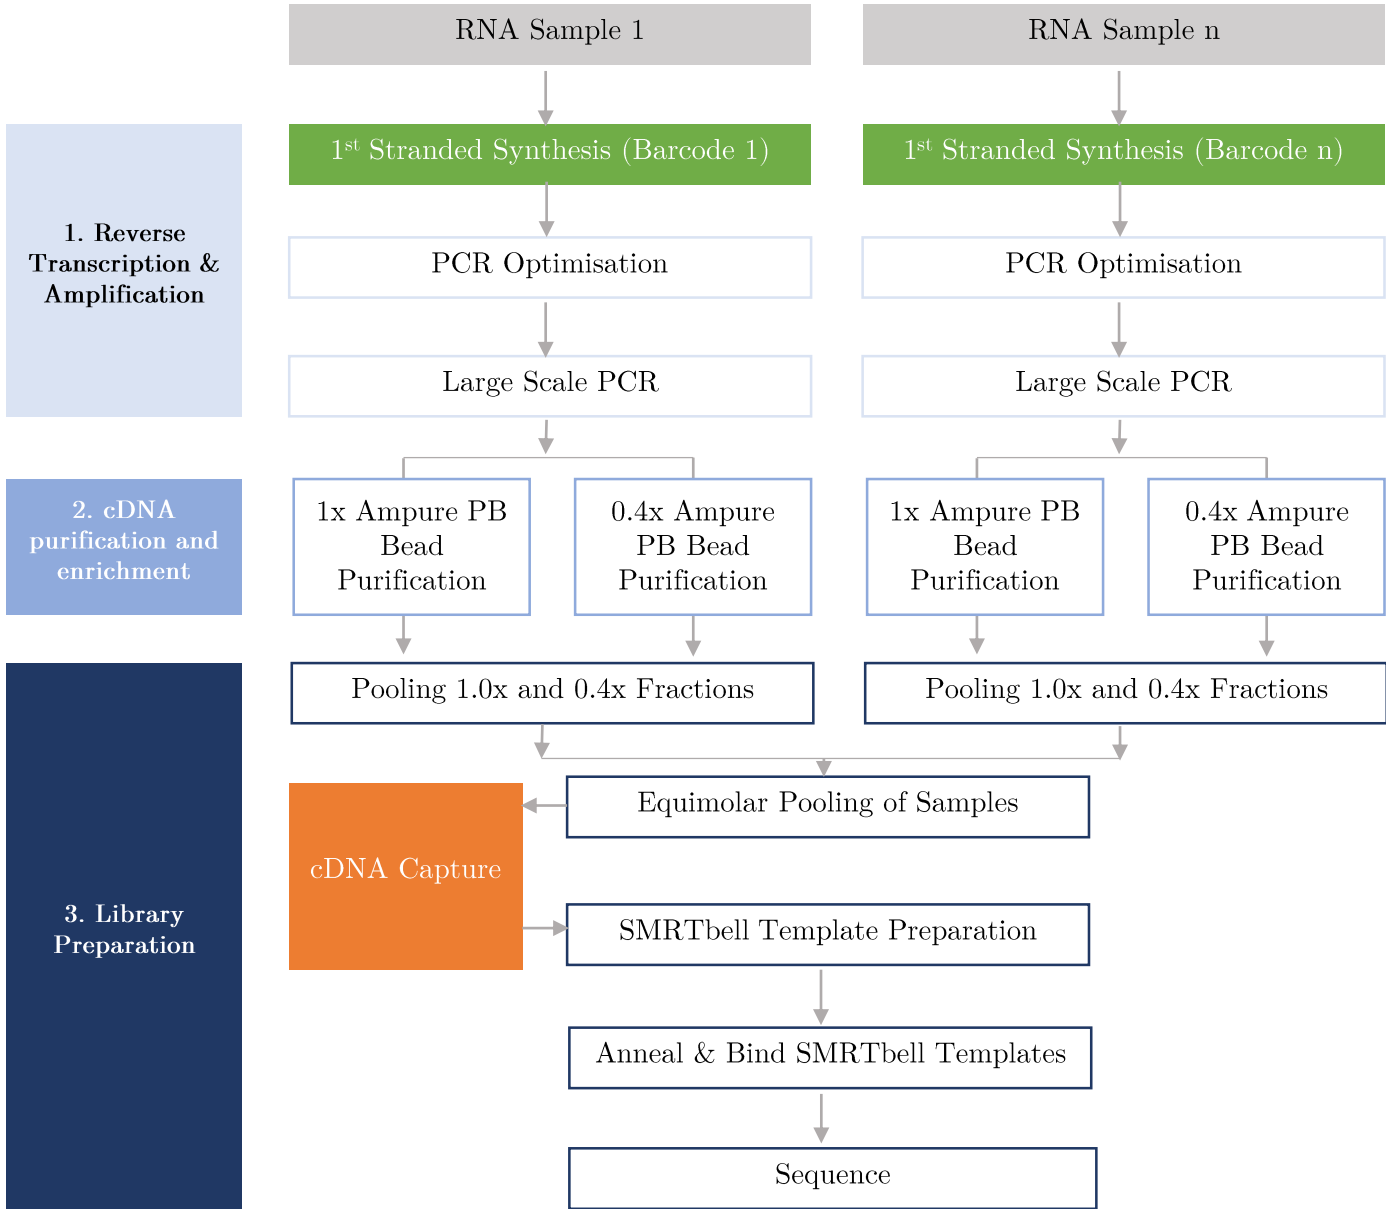 RNA Sample 1
RNA Sample n
1. Reverse
Transcription &
Amplification
1st Stranded Synthesis (Barcode 1)
1st Stranded Synthesis (Barcode n)
PCR Optimisation
PCR Optimisation
Large Scale PCR
Large Scale PCR
2. cDNA
purification and
enrichment
1x Ampure PB
Bead
Purification
0.4x Ampure
PB Bead
Purification
1x Ampure PB
Bead
Purification
0.4x Ampure
PB Bead
Purification
3. Library
Preparation
Pooling 1.0x and 0.4x Fractions
Pooling 1.0x and 0.4x Fractions
Equimolar Pooling of Samples
cDNA Capture
SMRTbell Template Preparation
Anneal & Bind SMRTbell Templates
Sequence